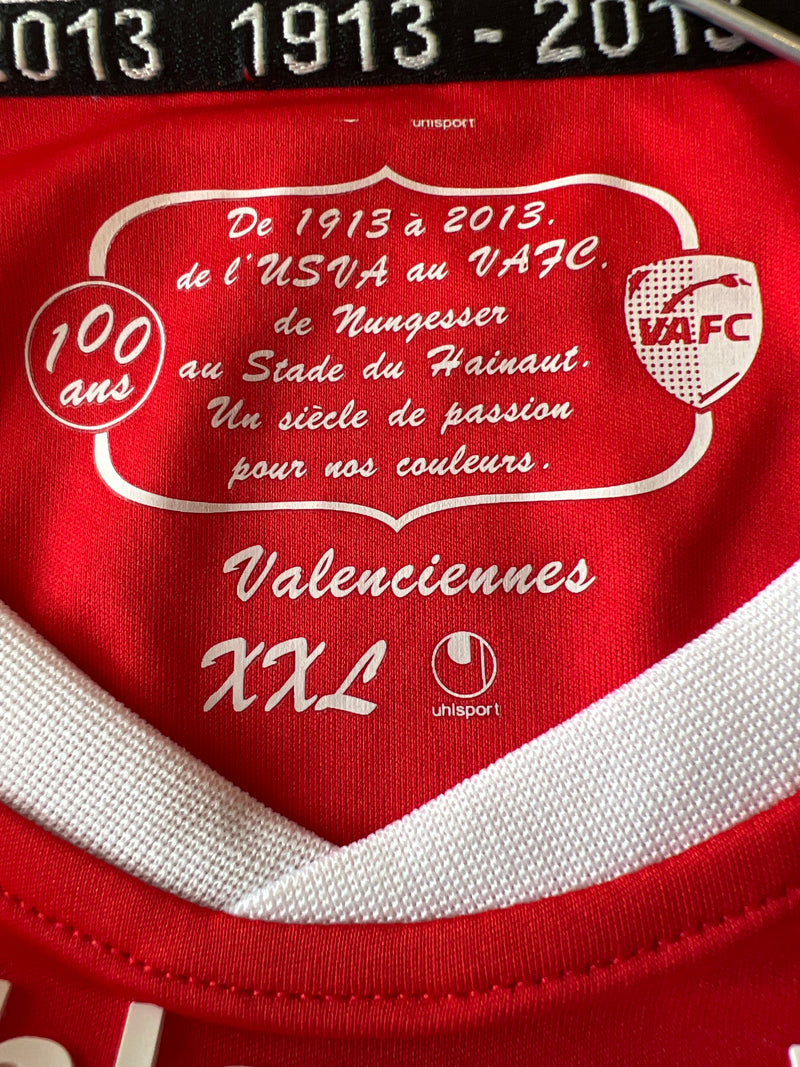 2013 1913 - 2013
uhlsport
De 1913 à 2013.
de l'USVA au VAFC.
de Nungesser
au Stade du Hainaut.
Un siècle de passion
pour nos couleurs.
100
ans
VAFC
Valenciennes
XXL
uhlsport